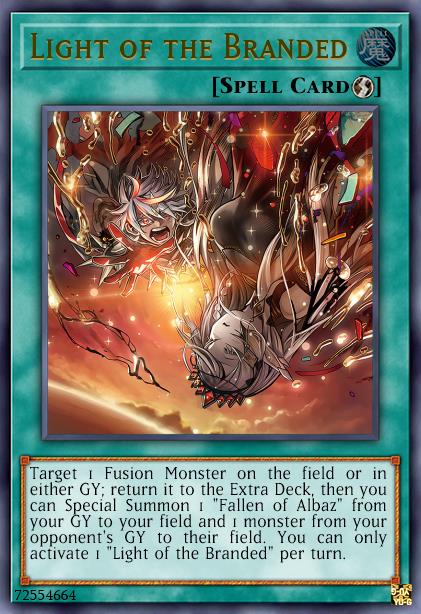 Light of the Branded
魔
[Spell Card]
Target 1 Fusion Monster on the field or in
either GY; return it to the Extra Deck, then you
can Special Summon 1 "Fallen of Albaz" from
your GY to your field and 1 monster from your
opponent's GY to their field. You can only
activate 1 "Light of the Branded" per turn.
72554664